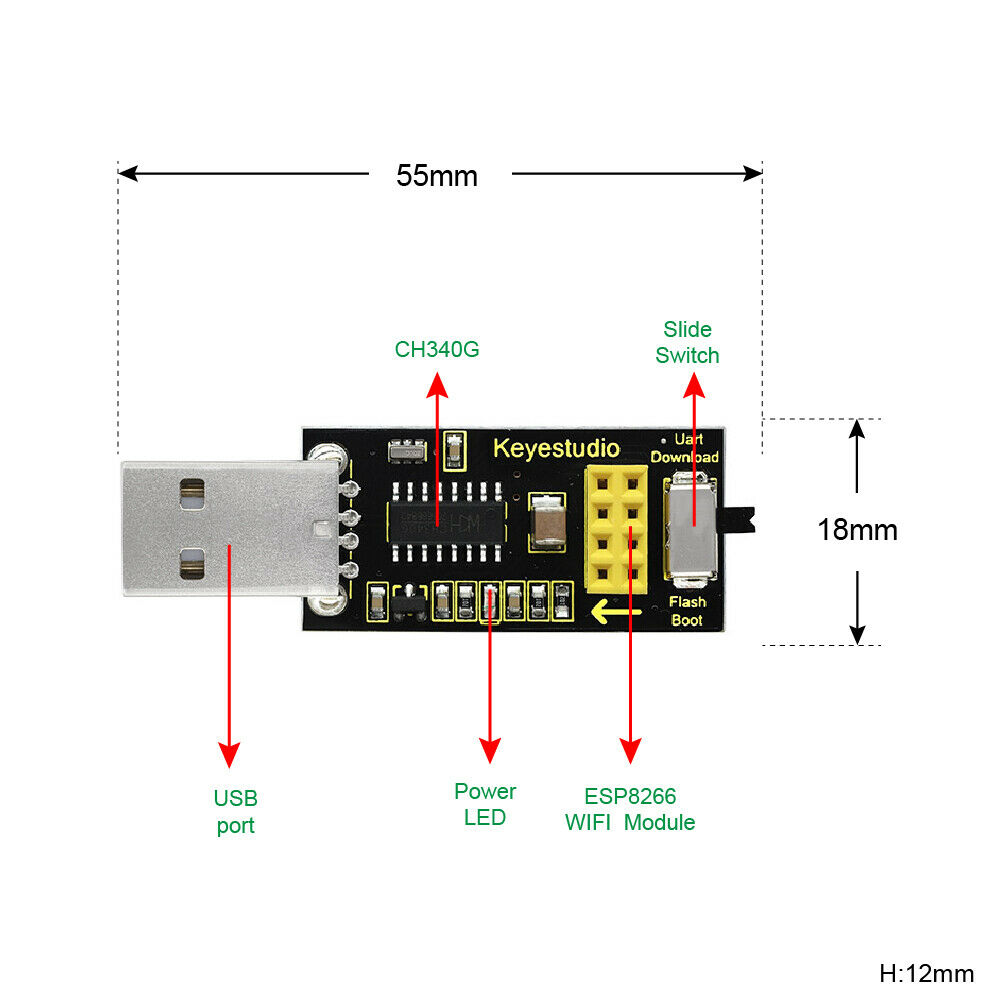 55mm
Slide
Switch
CH340G
Keyestudio
Uart
Download
18mm
Flash
Boot
USB
port
Power
LED
ESP8266
WIFI Module
H:12mm